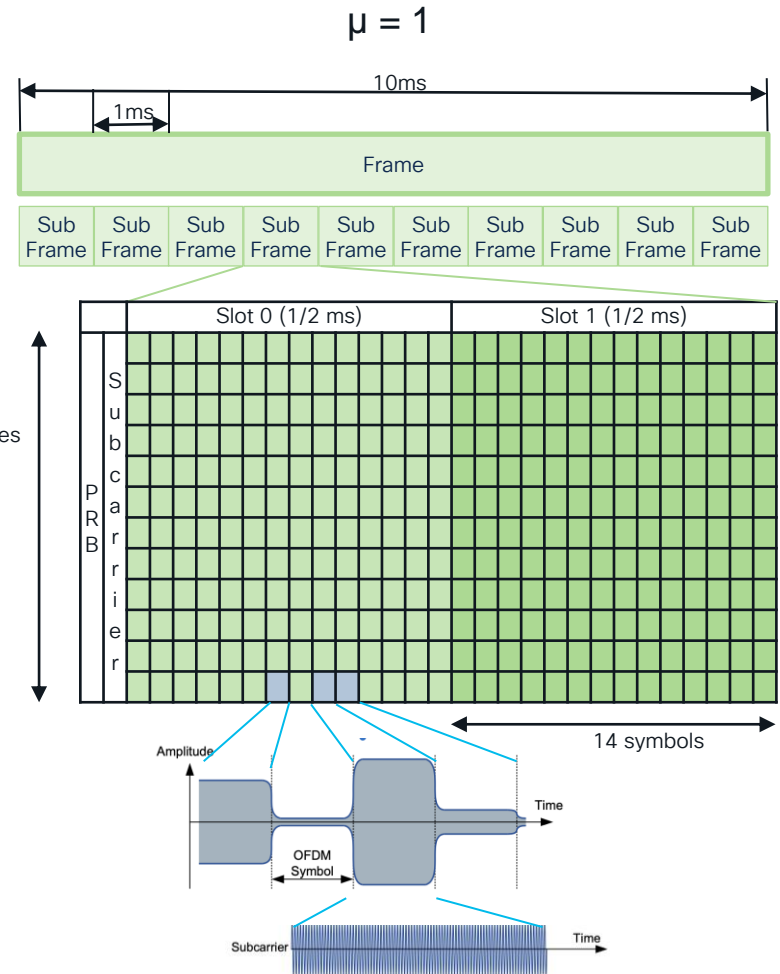 μ = 1
10ms
1ms
Frame
Sub Frame
Sub Frame
Sub Frame
Sub Frame
Sub Frame
Sub Frame
Sub Frame
Sub Frame
Sub Frame
Sub Frame
Slot 0 (1/2 ms)
Slot 1 (1/2 ms)
es
PRB
Subcarrier
14 symbols
Amplitude
Time
OFDM
Symbol
Subcarrier
Time